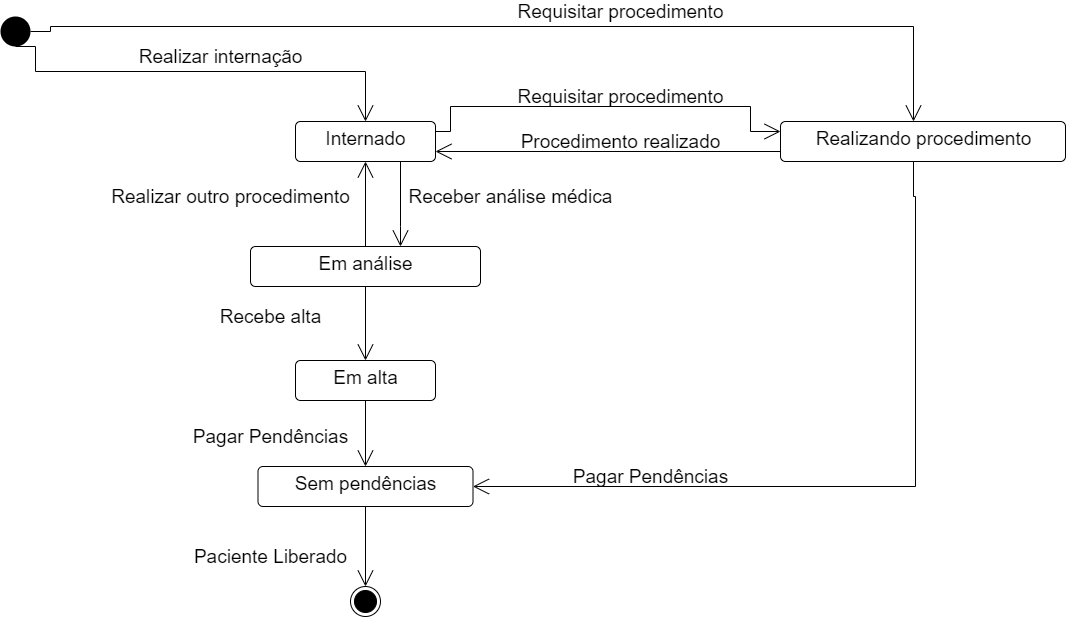 Requisitar procedimento
Realizar internação
Requisitar procedimento
Internado
Procedimento realizado
Realizando procedimento
Realizar outro procedimento
Receber análise médica
Em análise
Recebe alta
Em alta
Pagar Pendências
Sem pendências
Pagar Pendências
Paciente Liberado